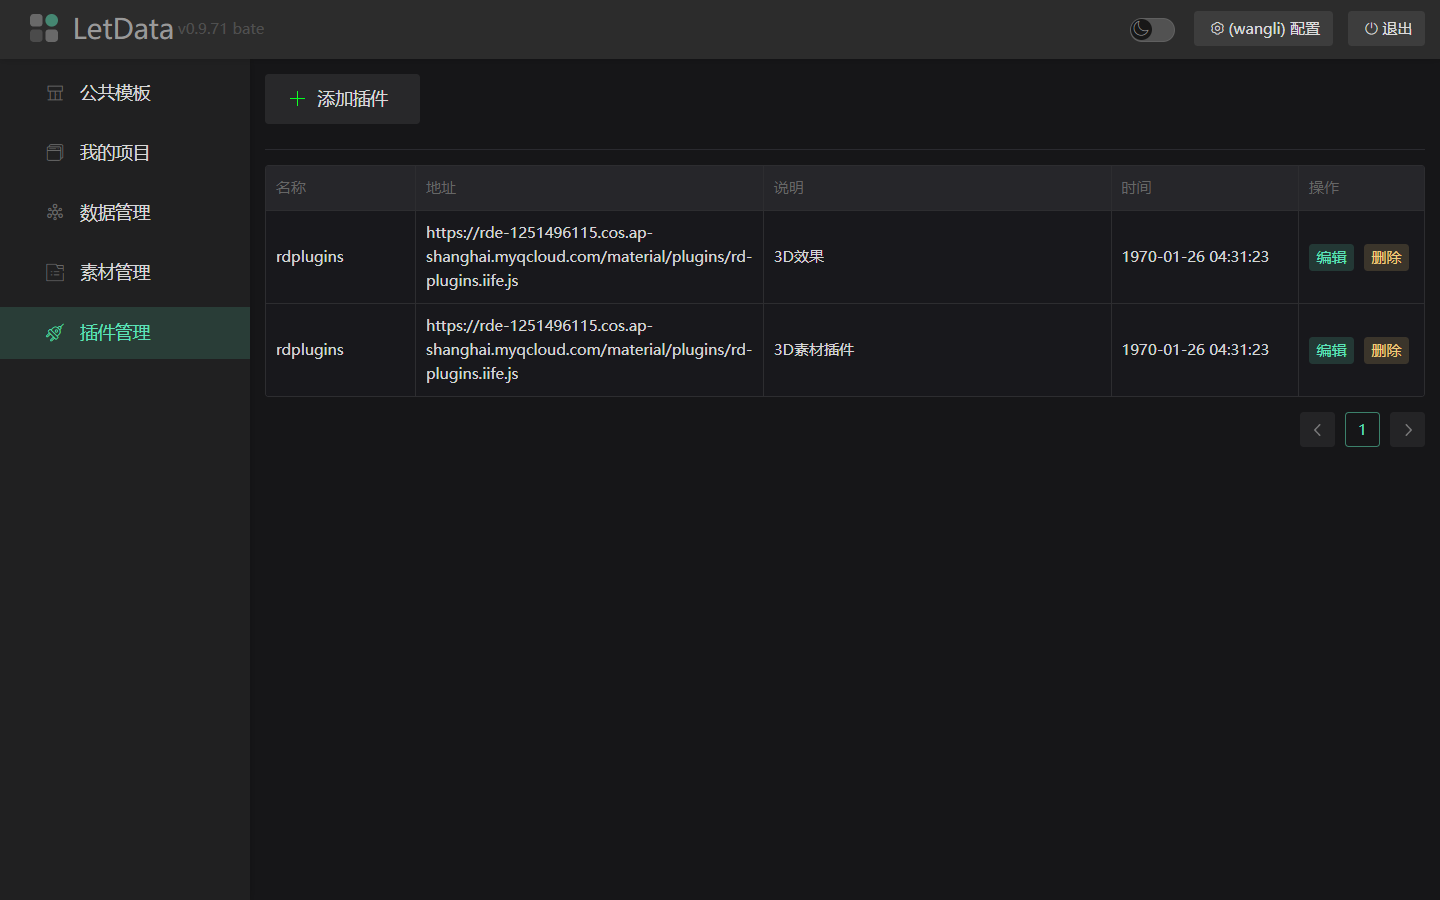 LetData v0.9.71 bate
(wangli) 配置
退出
公共模板
我的项目
数据管理
素材管理
插件管理
添加插件
名称 地址 说明 时间 操作
rdplugins
https://rde-1251496115.cos.ap-
shanghai.myqcloud.com/material/plugins/rd-
plugins.iife.js
3D效果
1970-01-26 04:31:23
编辑 删除
rdplugins
https://rde-1251496115.cos.ap-
shanghai.myqcloud.com/material/plugins/rd-
plugins.iife.js
3D素材插件
1970-01-26 04:31:23
编辑 删除
1